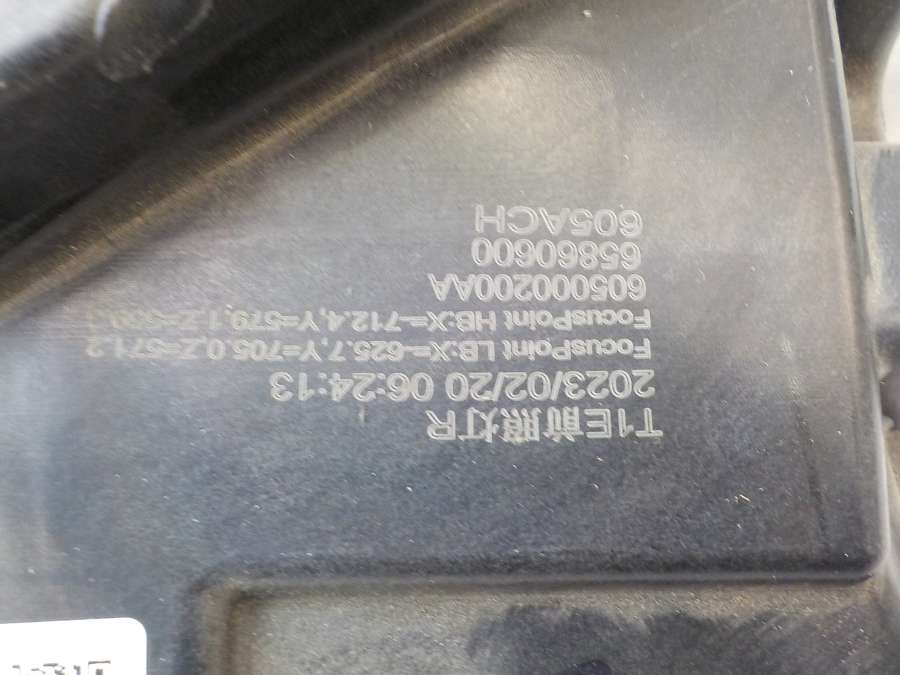 T1E前照灯R
2023/02/20 06:24:13
FocusPoint LB:X=-625.7,Y=705.0,Z=571.2
FocusPoint HB:X=-712.4,Y=579.1,
605000200AA
65860600
605ACH